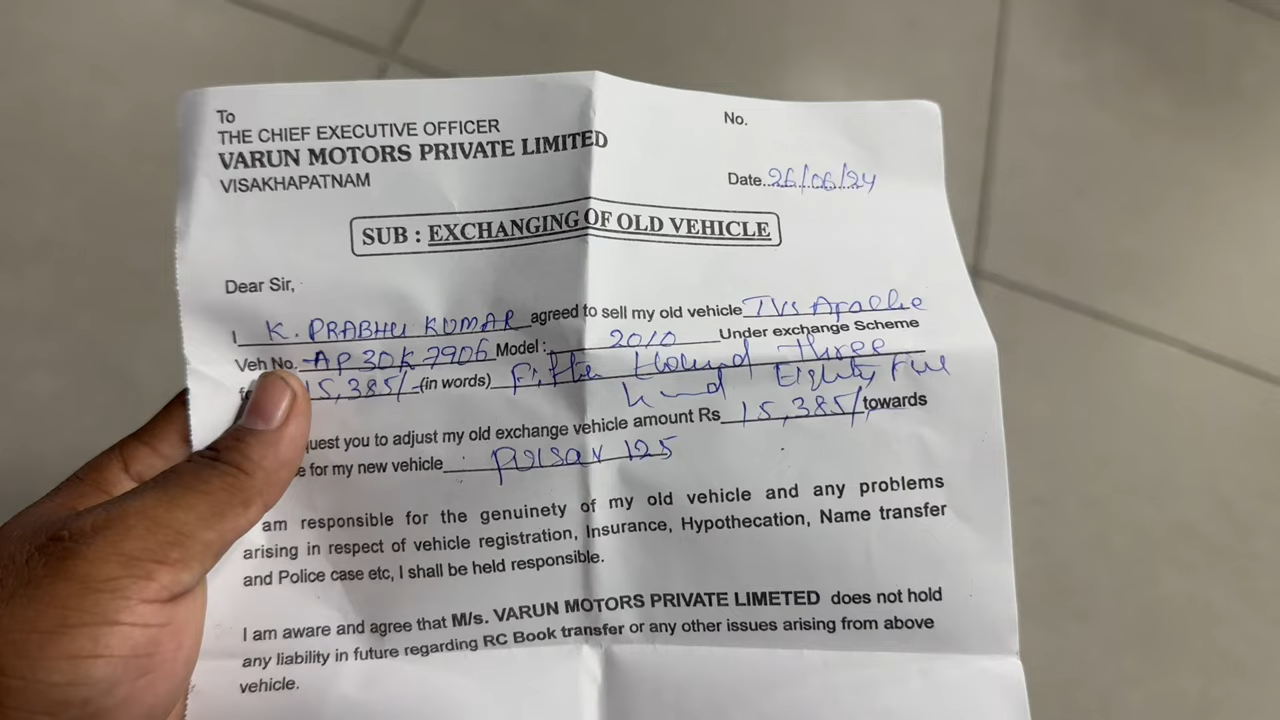 To
THE CHIEF EXECUTIVE OFFICER
VARUN MOTORS PRIVATE LIMITED
VISAKHAPATNAM
No.
Date 26/06/24
SUB : EXCHANGING OF OLD VEHICLE
Dear Sir,
I K. PRABHU KUMAR agreed to sell my old vehicle TVS Apache
Veh No. AP 30K 7906 Model : 2010 Under exchange Scheme
15,385/- (in words) Three
Eighty Five
uest you to adjust my old exchange vehicle amount Rs 15,385/ towards
e for my new vehicle : Pulsar 125
am responsible for the genuinety of my old vehicle and any problems
arising in respect of vehicle registration, Insurance, Hypothecation, Name transfer
and Police case etc, I shall be held responsible.
I am aware and agree that M/s. VARUN MOTORS PRIVATE LIMETED does not hold
any liability in future regarding RC Book transfer or any other issues arising from above
vehicle.